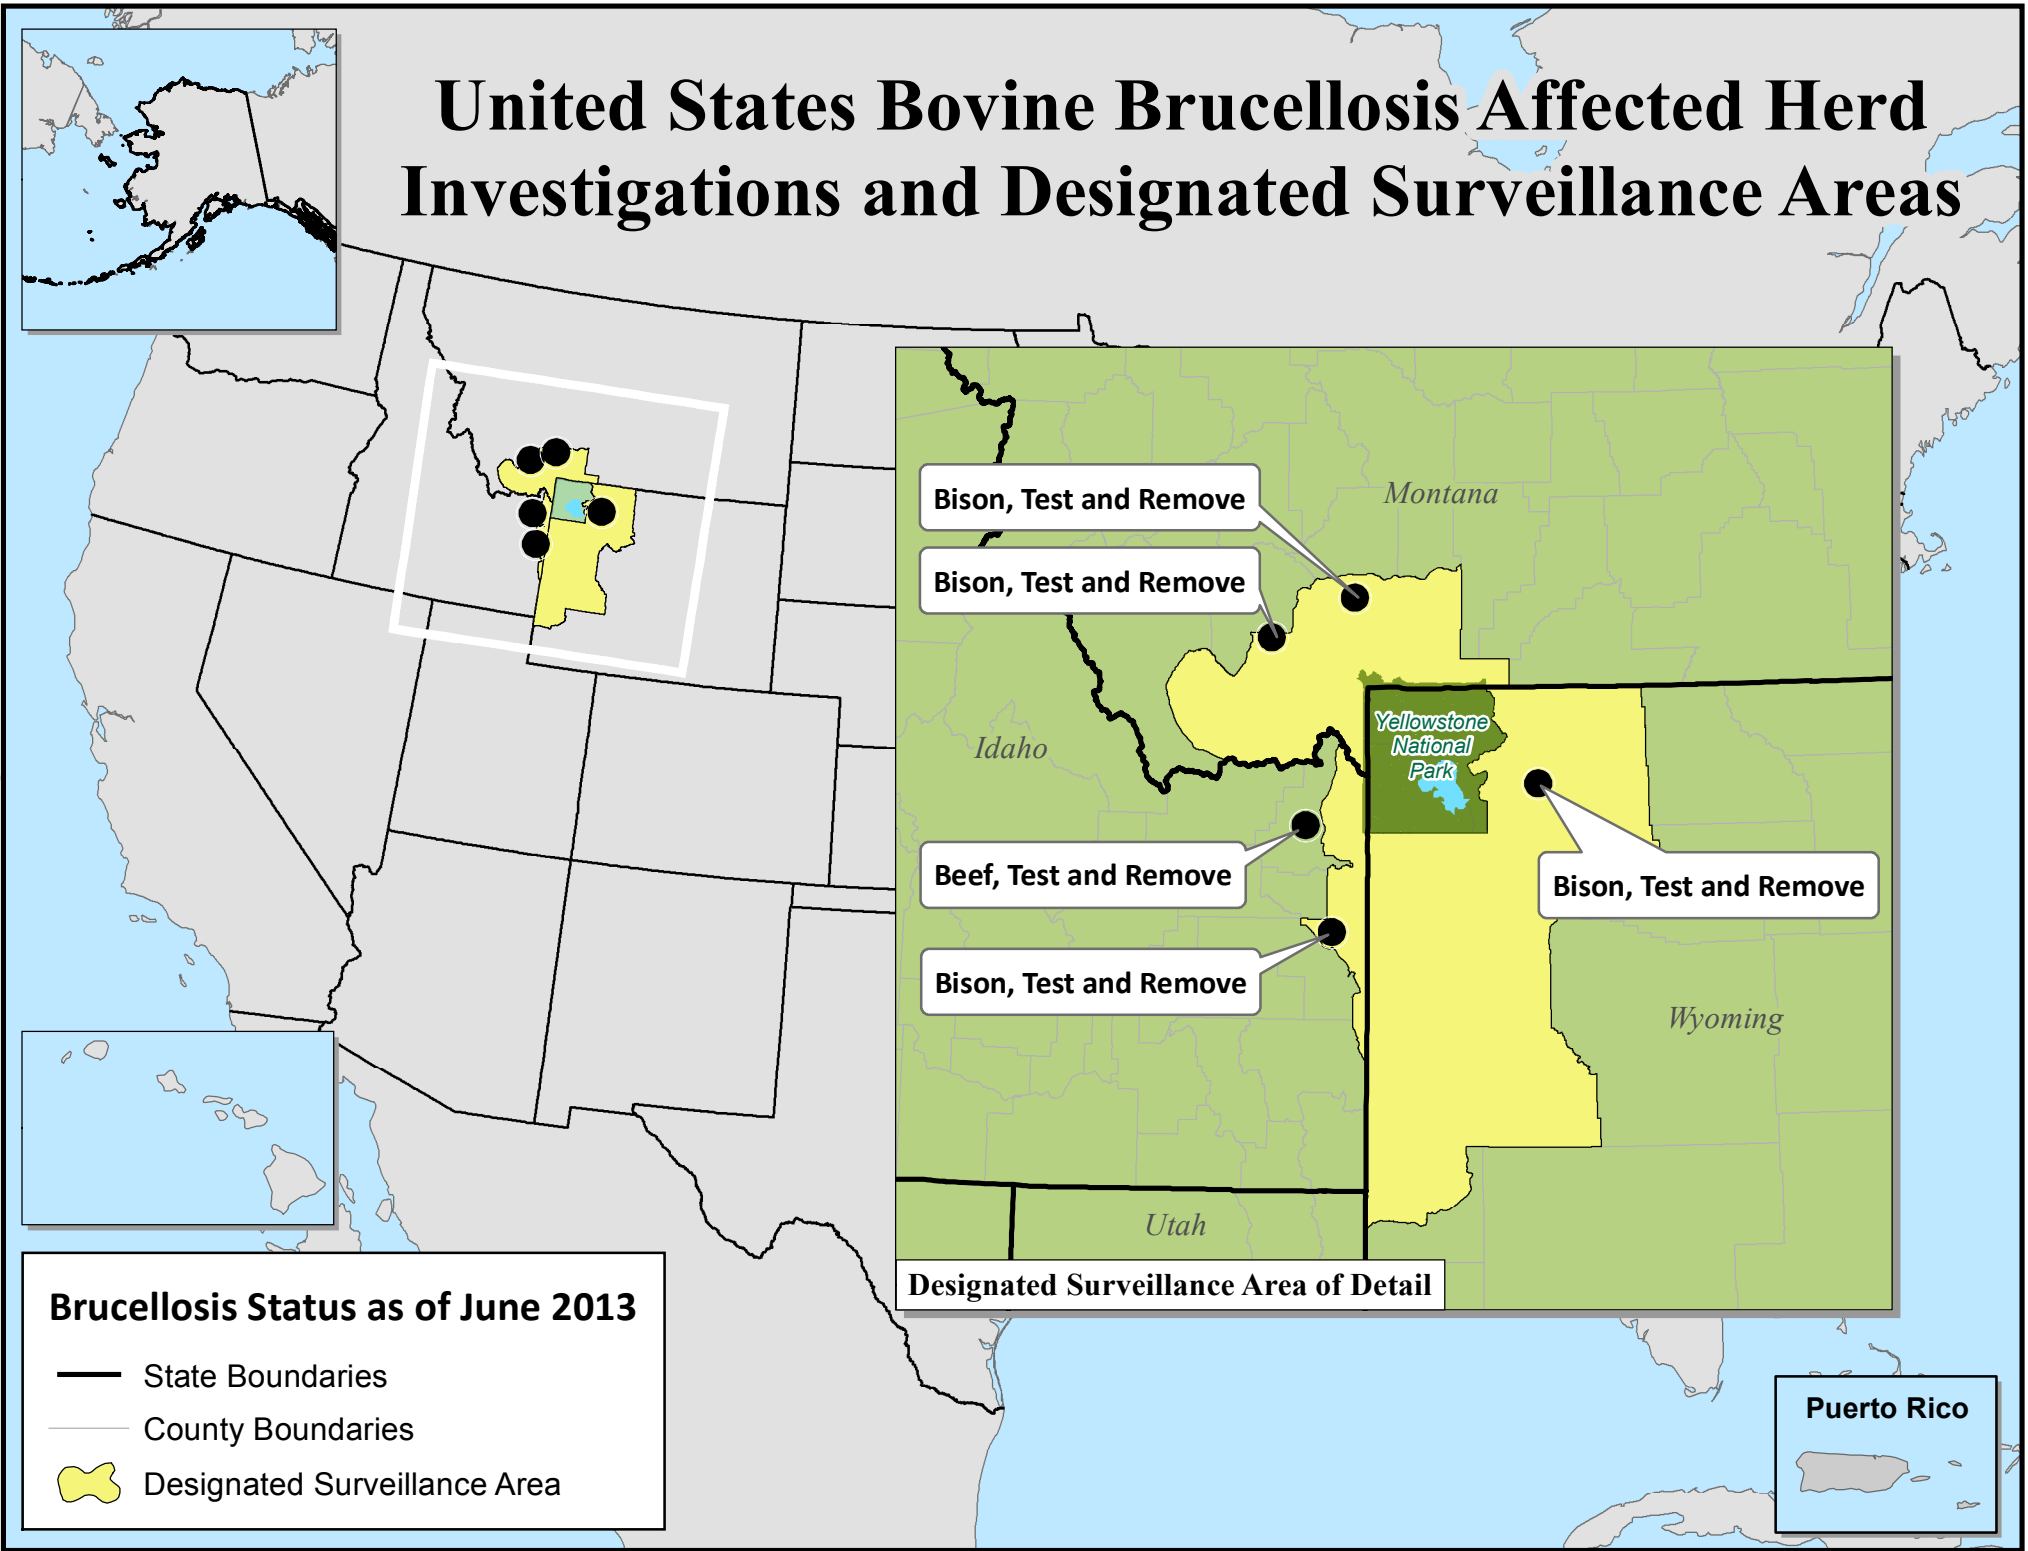 United States Bovine Brucellosis Affected Herd
Investigations and Designated Surveillance Areas
Bison, Test and Remove
Montana
Bison, Test and Remove
Yellowstone
National
Park
Idaho
Beef, Test and Remove
Bison, Test and Remove
Bison, Test and Remove
Wyoming
Utah
Designated Surveillance Area of Detail
Brucellosis Status as of June 2013
State Boundaries
County Boundaries
Designated Surveillance Area
Puerto Rico